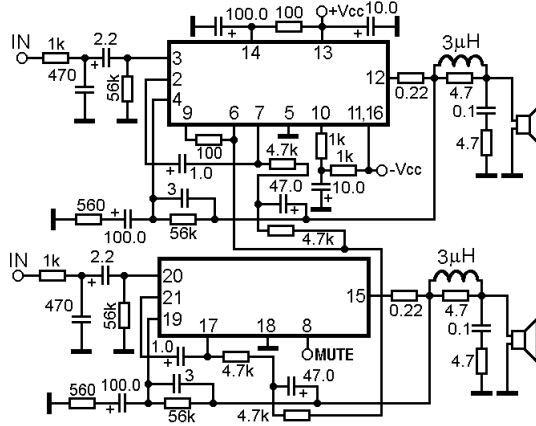 100.0 100 +Vcc 10.0
IN 1k 2.2 14 13 3µH
3 12
470 56k 2 0.22 4.7
4 0.1
9 6 7 5 10 11,16
4.7
100 4.7k 1k 1k
1.0 -Vcc
3 47.0 10.0
560 100.0 56k 4.7k
IN 1k 2.2 3µH
20 15
470 56k 21 0.22 4.7
19 0.1
17 18 8
1.0 MUTE 4.7
4.7k
3 47.0
560 100.0 56k 4.7k